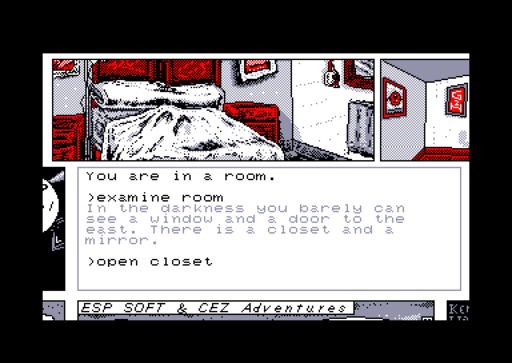 You are in a room.
>examine room
In the darkness you barely can
see a window and a door to the
east. There is a closet and a
mirror.
>open closet
ESP SOFT & CEZ Adventures